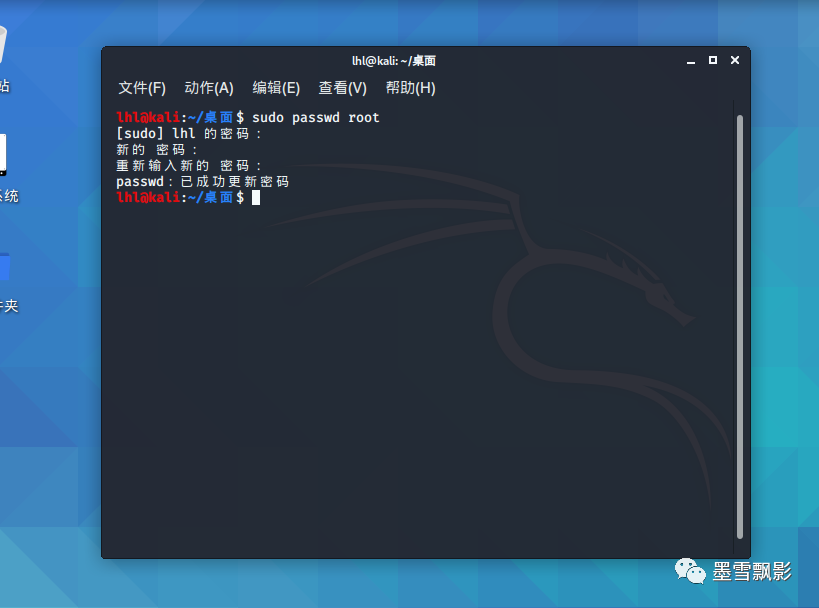 lhl@kali: ~/桌面
站
文件(F) 动作(A) 编辑(E) 查看(V) 帮助(H)
lhl@kali:~/桌面$ sudo passwd root
[sudo] lhl 的密码：
新的 密码：
重新输入新的 密码：
passwd：已成功更新密码
lhl@kali:~/桌面$
系统
件夹
墨雪飘影